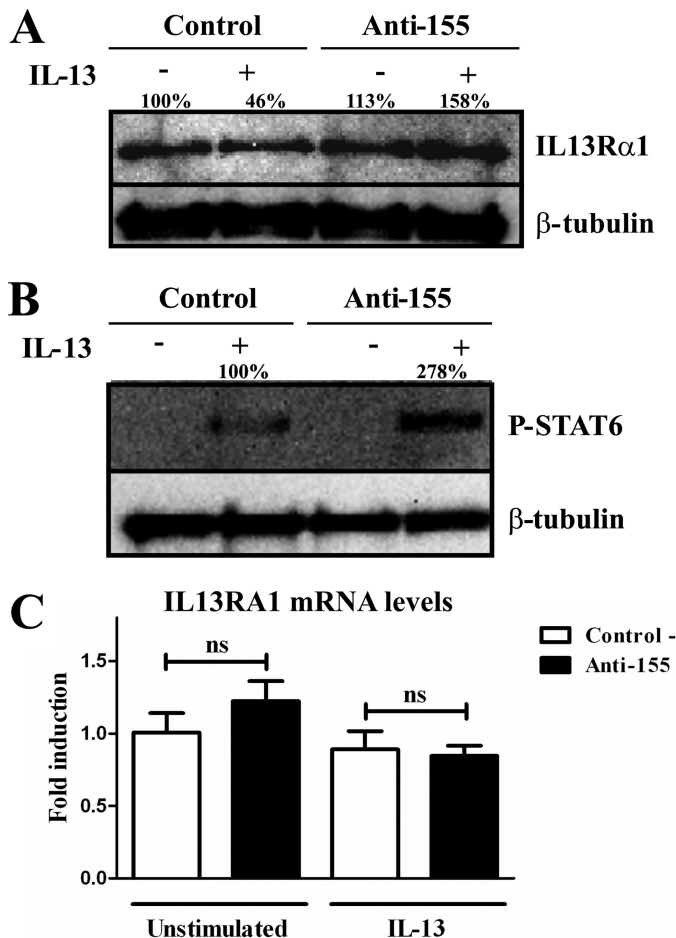 A
Control Anti-155
IL-13 - + - +
100% 46% 113% 158%
IL13Rα1
β-tubulin
B
Control Anti-155
IL-13 - + - +
100% 278%
P-STAT6
β-tubulin
C
IL13RA1 mRNA levels
Control -
Anti-155
ns
ns
Fold induction
1.5
1.0
0.5
0.0
Unstimulated IL-13